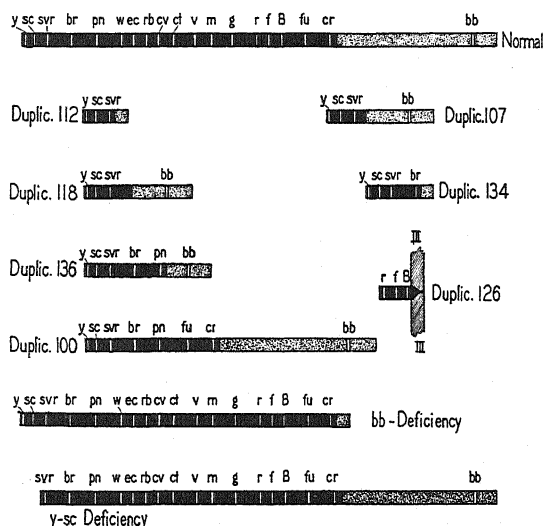 y sc svr br pn w ec rb cv ct v m g r f B fu cr bb
Normal
y sc svr
Duplic. 112
y sc svr bb
Duplic. 107
y sc svr bb
Duplic. 118
y sc svr br
Duplic. 134
y sc svr br pn bb
Duplic. 136
III
r f B
Duplic. 126
III
y sc svr br pn fu cr bb
Duplic. 100
y sc svr br pn w ec rb cv ct v m g r f B fu cr
bb-Deficiency
svr br pn w ec rb cv ct v m g r f B fu cr bb
y-sc Deficiency